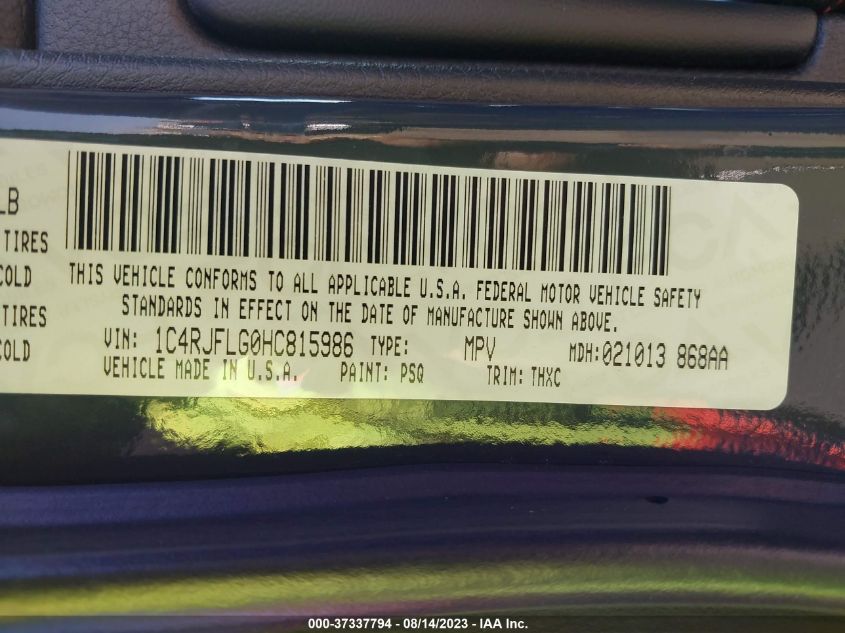 LB
TIRES
COLD
TIRES
COLD
THIS VEHICLE CONFORMS TO ALL APPLICABLE U.S.A. FEDERAL MOTOR VEHICLE SAFETY
STANDARDS IN EFFECT ON THE DATE OF MANUFACTURE SHOWN ABOVE.
VIN: 1C4RJFLG0HC815986 TYPE: MPV MDH:021013 868AA
VEHICLE MADE IN U.S.A. PAINT: PSQ TRIM: THXC
000-37337794 - 08/14/2023 - IAA Inc.